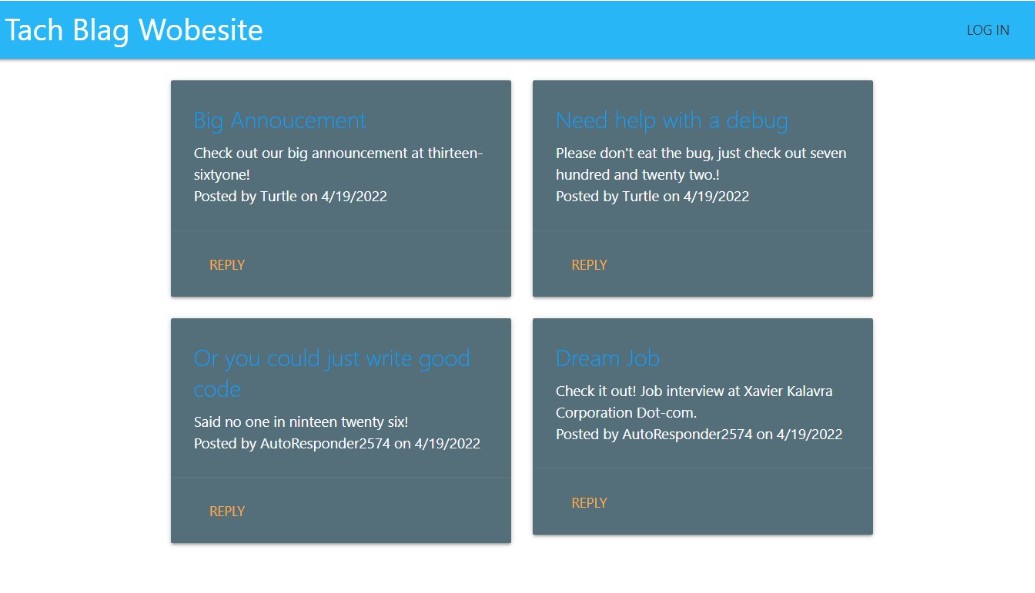 Tach Blag Wobesite
LOG IN
Big Annoucement
Check out our big announcement at thirteen-
sixtyone!
Posted by Turtle on 4/19/2022
REPLY
Need help with a debug
Please don't eat the bug, just check out seven
hundred and twenty two.!
Posted by Turtle on 4/19/2022
REPLY
Or you could just write good
code
Said no one in ninteen twenty six!
Posted by AutoResponder2574 on 4/19/2022
REPLY
Dream Job
Check it out! Job interview at Xavier Kalavra
Corporation Dot-com.
Posted by AutoResponder2574 on 4/19/2022
REPLY